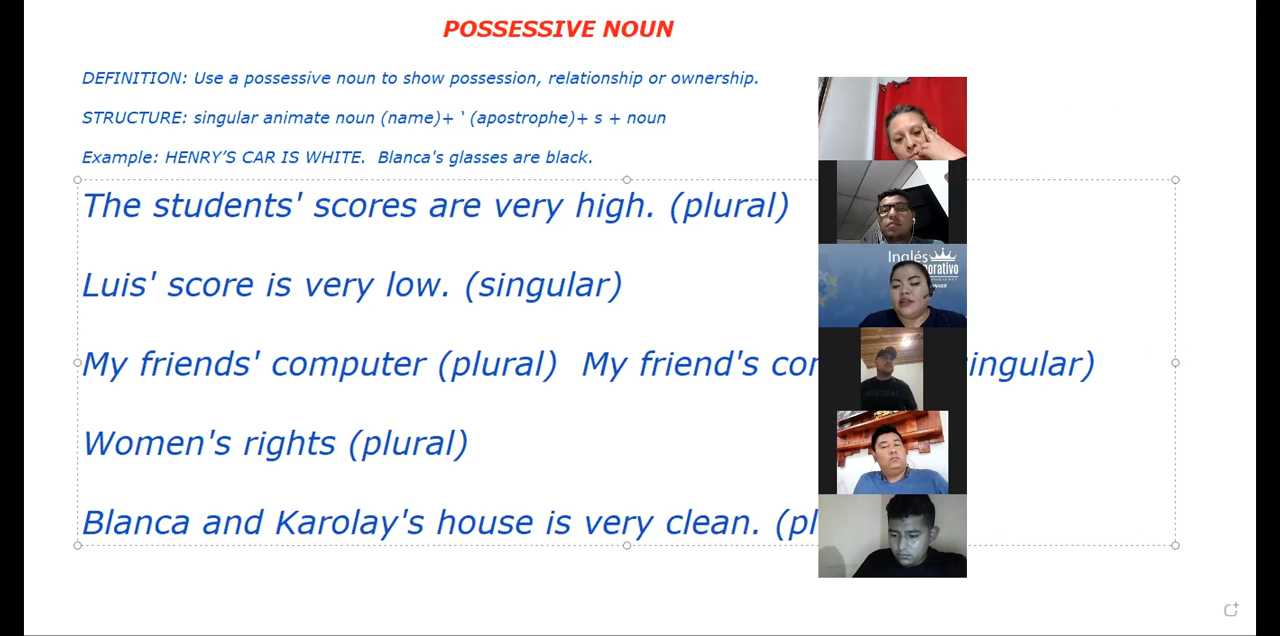 POSSESSIVE NOUN
DEFINITION: Use a possessive noun to show possession, relationship or ownership.
STRUCTURE: singular animate noun (name)+ ‘ (apostrophe)+ s + noun
Example: HENRY’S CAR IS WHITE. Blanca's glasses are black.
The students' scores are very high. (plural)
Luis' score is very low. (singular)
My friends' computer (plural) My friend's
Women's rights (plural)
Blanca and Karolay's house is very clean.
Inglés